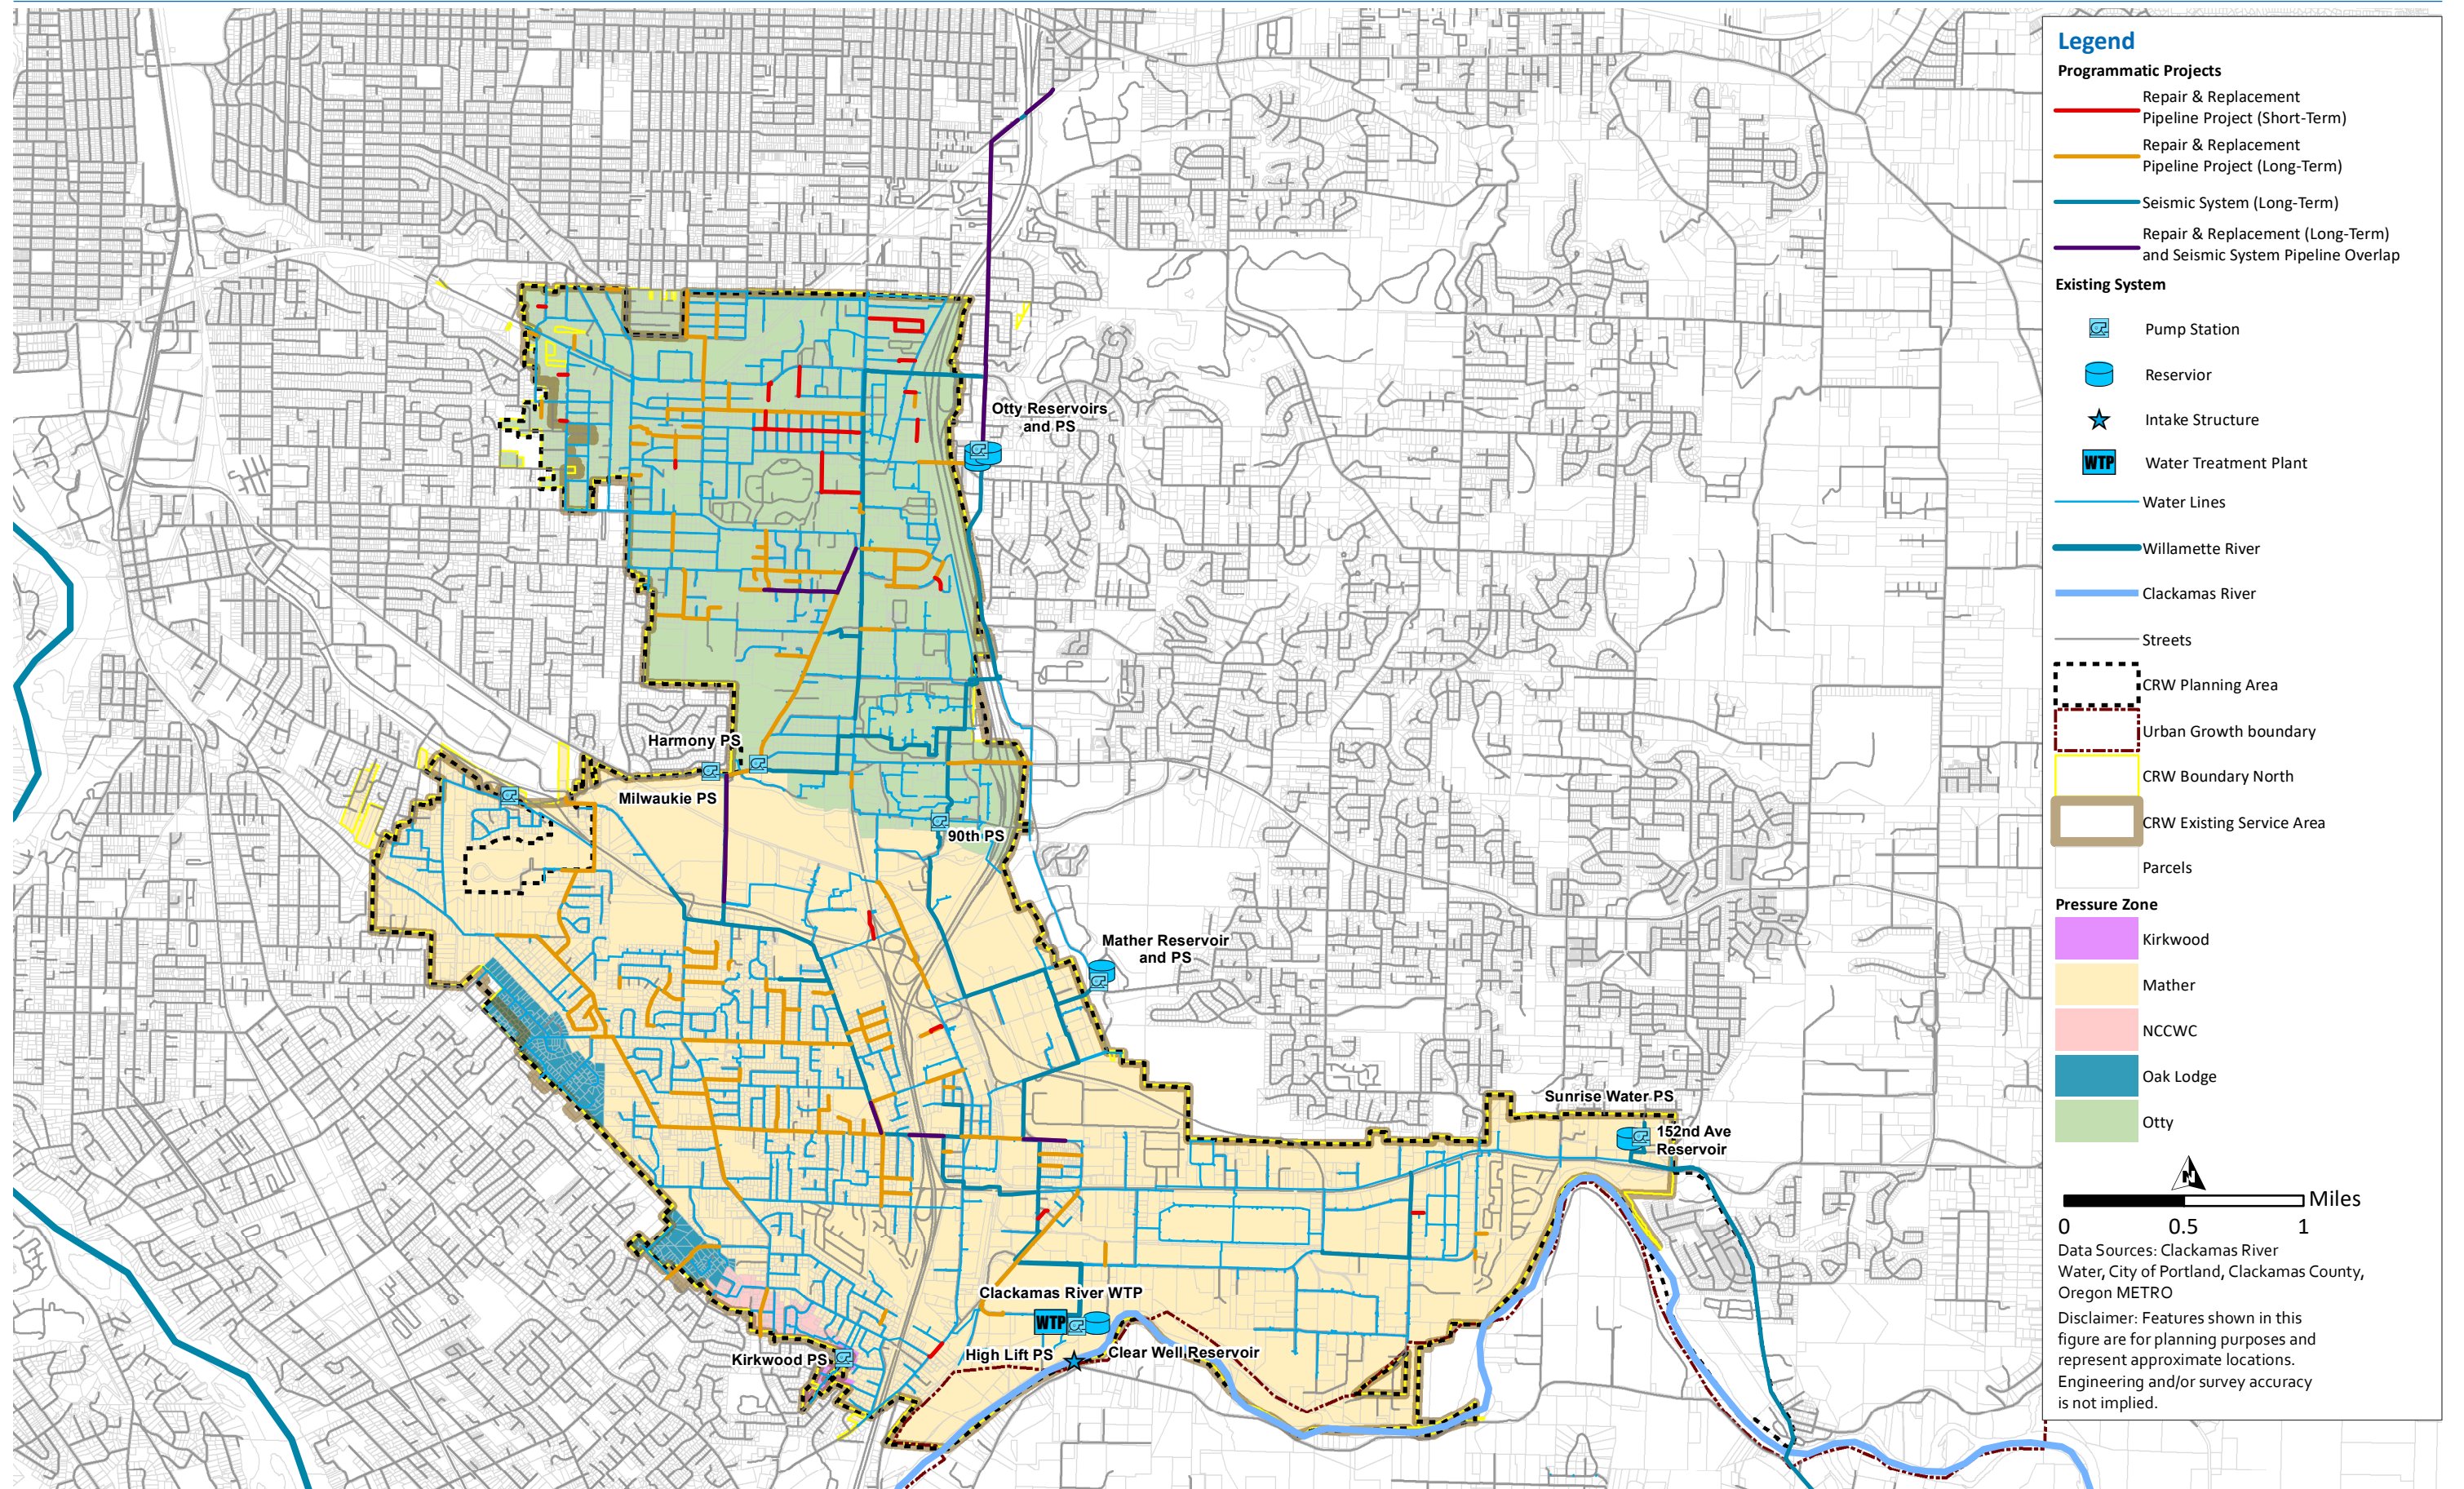 Otty Reservoirs
and PS
Harmony PS
Milwaukie PS
90th PS
Mather Reservoir
and PS
Sunrise Water PS
152nd Ave
Reservoir
Clackamas River WTP
WTP
High Lift PS
Clear Well Reservoir
Kirkwood PS
Legend
Programmatic Projects
Repair & Replacement
Pipeline Project (Short-Term)
Repair & Replacement
Pipeline Project (Long-Term)
Seismic System (Long-Term)
Repair & Replacement (Long-Term)
and Seismic System Pipeline Overlap
Existing System
Pump Station
Reservior
Intake Structure
WTP Water Treatment Plant
Water Lines
Willamette River
Clackamas River
Streets
CRW Planning Area
Urban Growth boundary
CRW Boundary North
CRW Existing Service Area
Parcels
Pressure Zone
Kirkwood
Mather
NCCWC
Oak Lodge
Otty
N
Miles
0 0.5 1
Data Sources: Clackamas River
Water, City of Portland, Clackamas County,
Oregon METRO
Disclaimer: Features shown in this
figure are for planning purposes and
represent approximate locations.
Engineering and/or survey accuracy
is not implied.